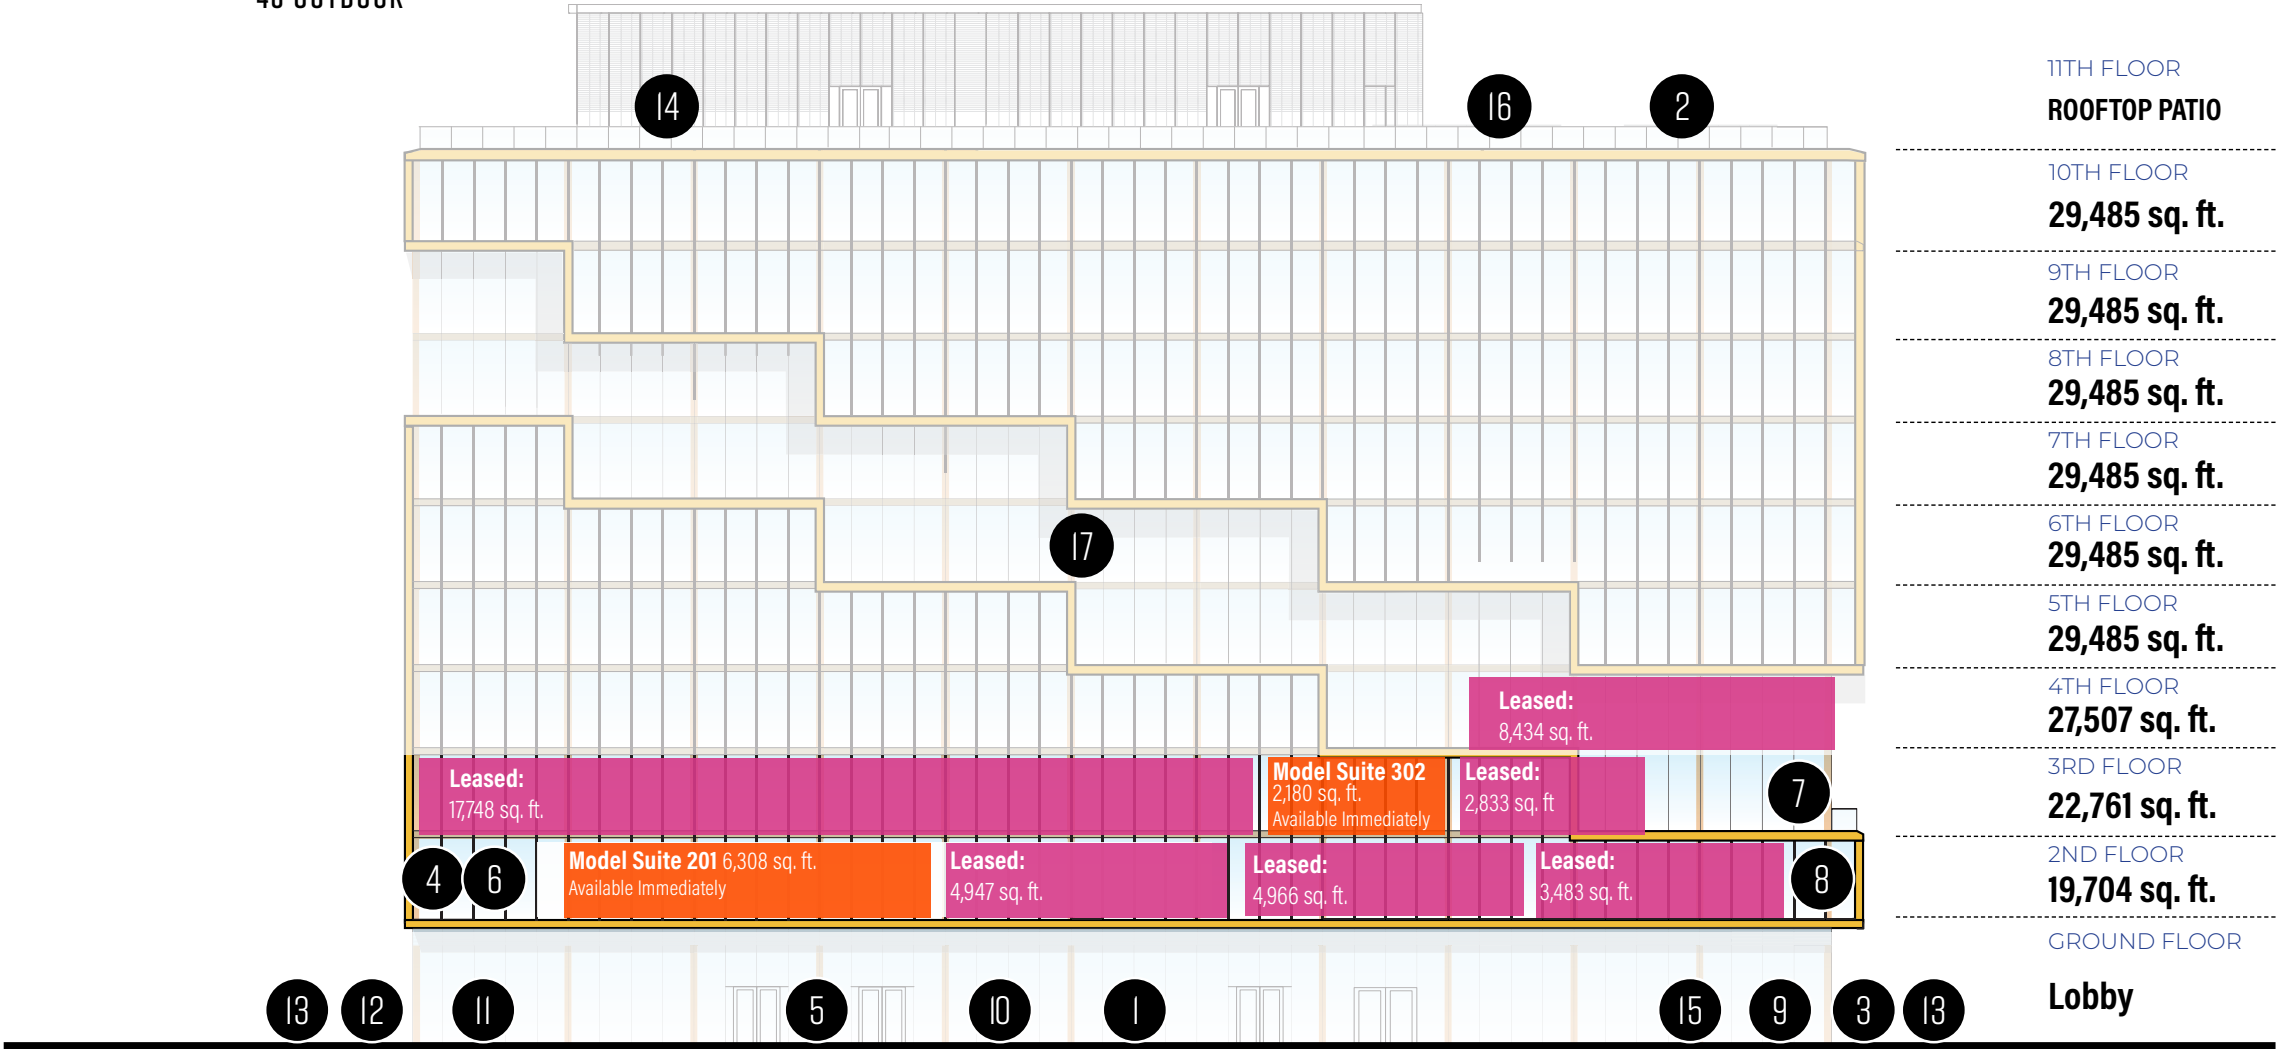 40 OUTDOOR
14
16
2
11TH FLOOR
ROOFTOP PATIO
10TH FLOOR
29,485 sq. ft.
9TH FLOOR
29,485 sq. ft.
8TH FLOOR
29,485 sq. ft.
7TH FLOOR
29,485 sq. ft.
17
6TH FLOOR
29,485 sq. ft.
5TH FLOOR
29,485 sq. ft.
Leased:
8,434 sq. ft.
4TH FLOOR
27,507 sq. ft.
Leased:
17,748 sq. ft.
Model Suite 302
2,180 sq. ft.
Available Immediately
Leased:
2,833 sq. ft
7
3RD FLOOR
22,761 sq. ft.
4
6
Model Suite 201 6,308 sq. ft.
Available Immediately
Leased:
4,947 sq. ft.
Leased:
4,966 sq. ft.
Leased:
3,483 sq. ft.
8
2ND FLOOR
19,704 sq. ft.
GROUND FLOOR
Lobby
13
12
11
5
10
1
15
9
3
13